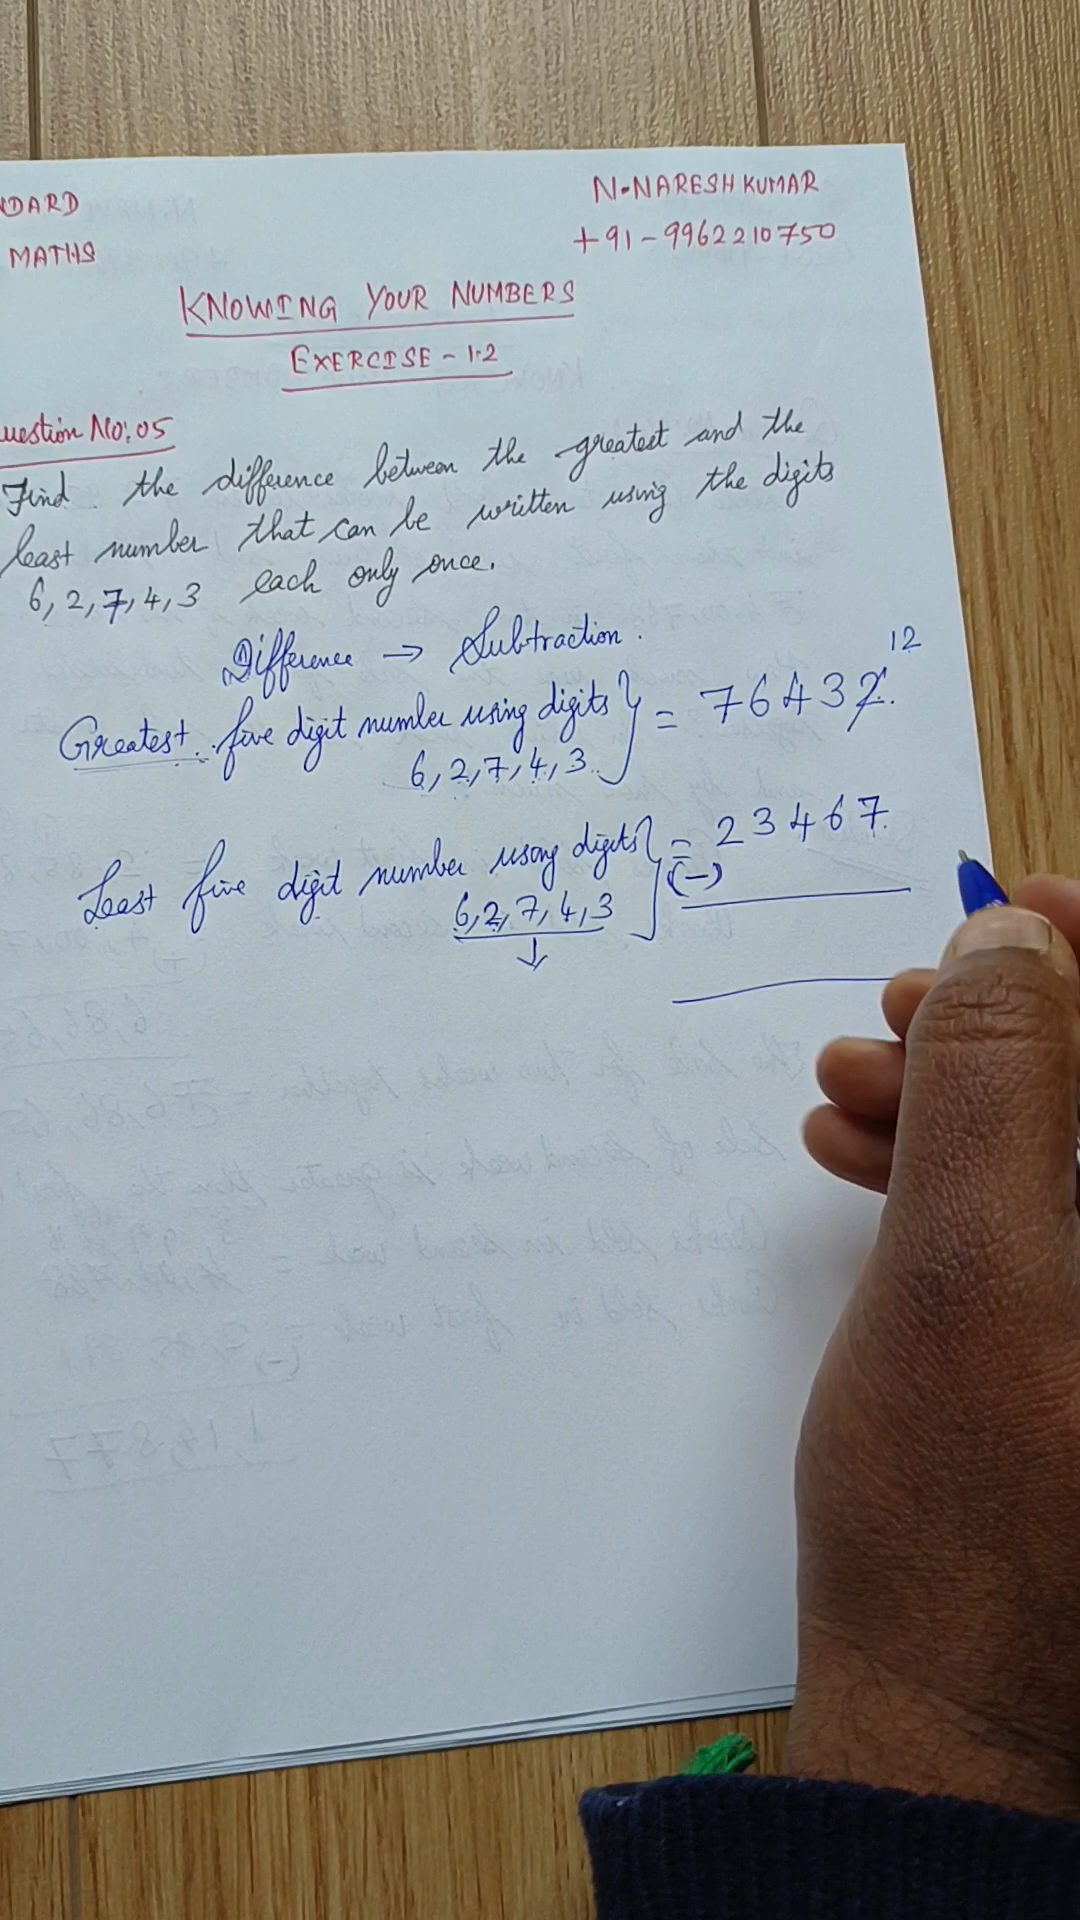 NDARD
N. NARESH KUMAR
MATHS
+91-9962210750
KNOWING YOUR NUMBERS
EXERCISE - 1.2
uestion No: 05
Find the difference between the greatest and the
least number that can be written using the digits
6, 2, 7, 4, 3 each only once.
Difference → Subtraction.
12
Greatest five digit number using digits } = 76432
6, 2, 7, 4, 3
Least five digit number using digits } = 23467
6, 2, 7, 4, 3 (-)
↓